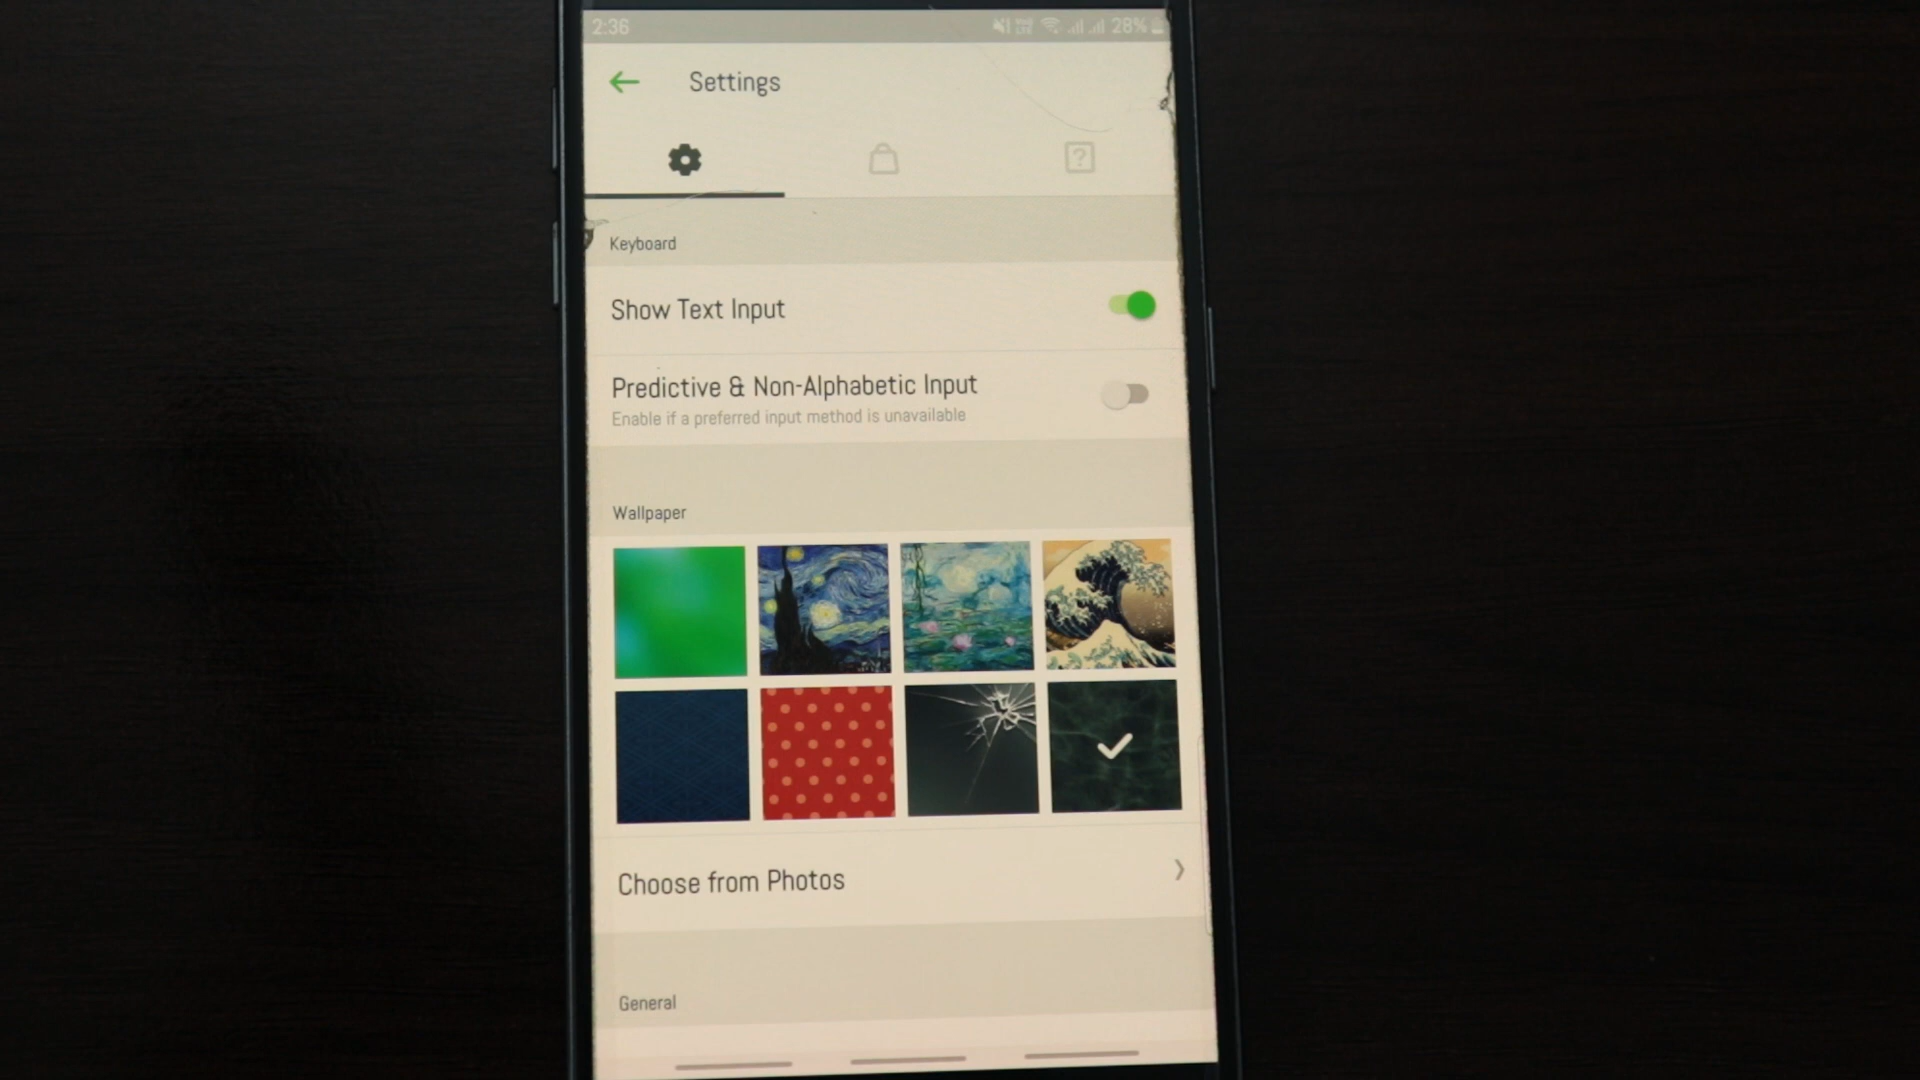 2:36 28%
Settings
Keyboard
Show Text Input
Predictive & Non-Alphabetic Input
Enable if a preferred input method is unavailable
Wallpaper
Choose from Photos
General